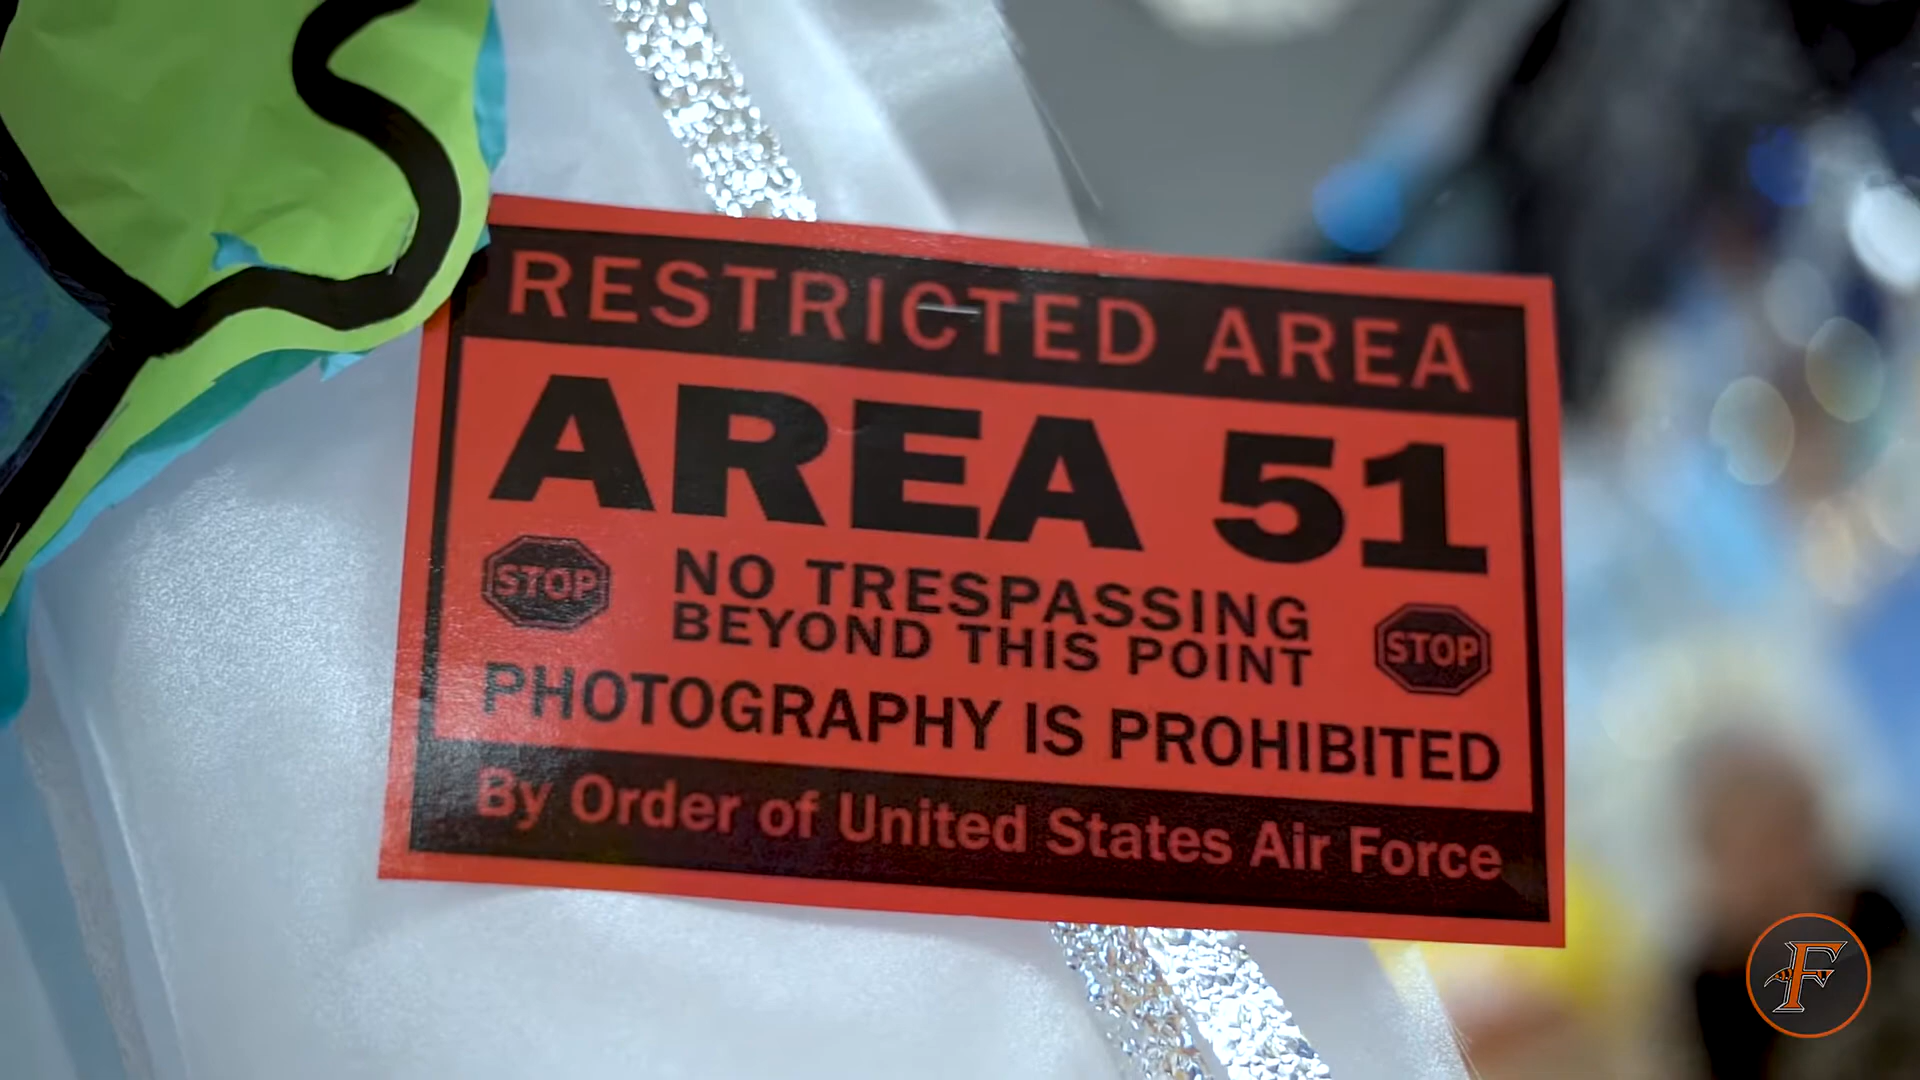 RESTRICTED AREA
AREA 51
STOP
NO TRESPASSING
BEYOND THIS POINT
STOP
PHOTOGRAPHY IS PROHIBITED
By Order of United States Air Force
F